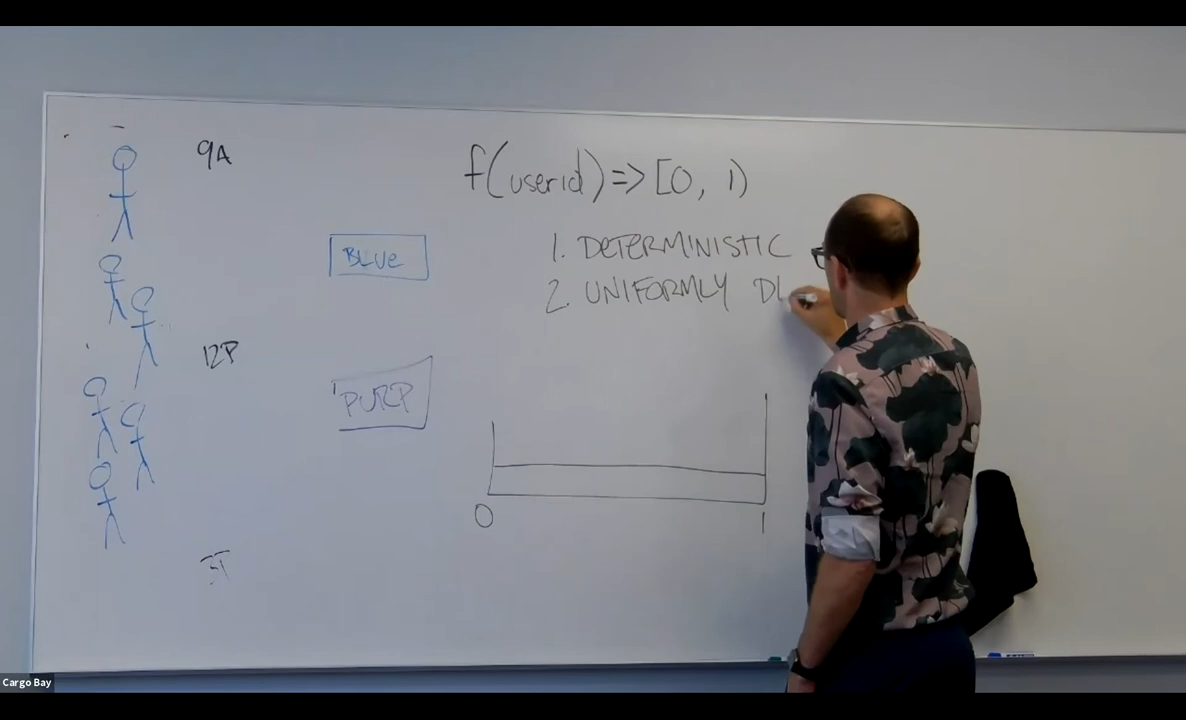 9A
f(userid) => [0, 1)
BLUE
1. DETERMINISTIC
2. UNIFORMLY DI
12P
PURP
0
1
Cargo Bay